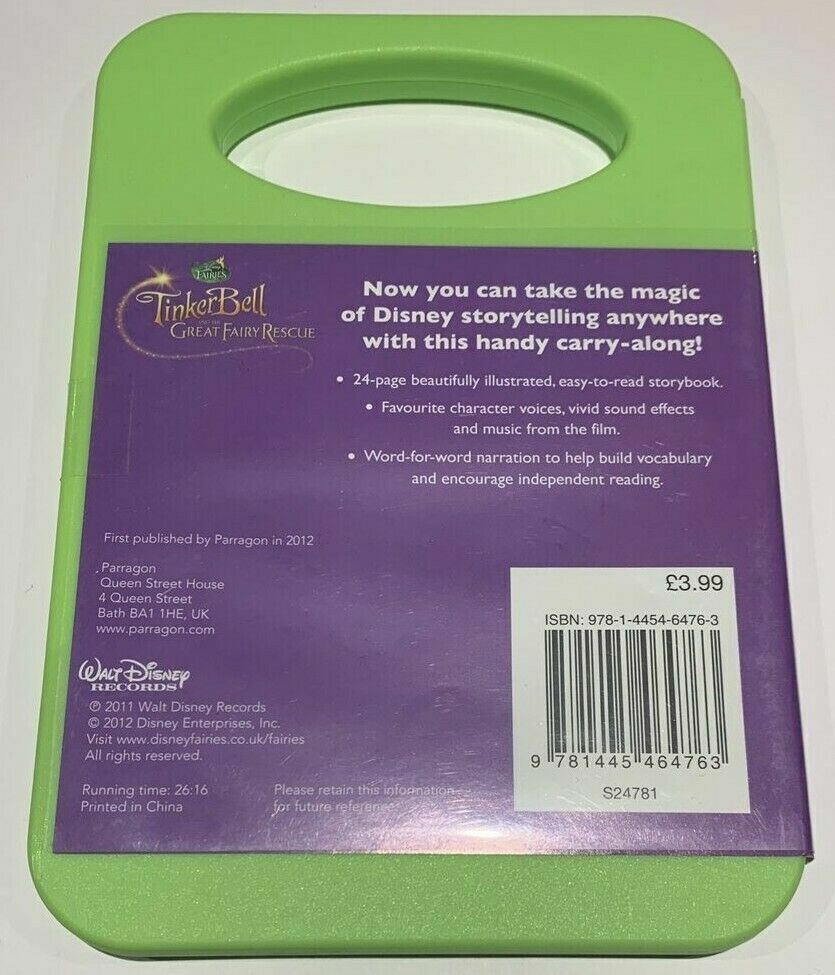 Disney
FAIRIES
TinkerBell
AND THE
GREAT FAIRY RESCUE
Now you can take the magic
of Disney storytelling anywhere
with this handy carry-along!
• 24-page beautifully illustrated, easy-to-read storybook.
• Favourite character voices, vivid sound effects
and music from the film.
• Word-for-word narration to help build vocabulary
and encourage independent reading.
First published by Parragon in 2012
Parragon
Queen Street House
4 Queen Street
Bath BA1 1HE, UK
www.parragon.com
WALT DISNEY
RECORDS
℗ 2011 Walt Disney Records
© 2012 Disney Enterprises, Inc.
Visit www.disneyfairies.co.uk/fairies
All rights reserved.
Running time: 26:16
Printed in China
Please retain this information
for future reference.
£3.99
ISBN: 978-1-4454-6476-3
9 781445 464763
S24781